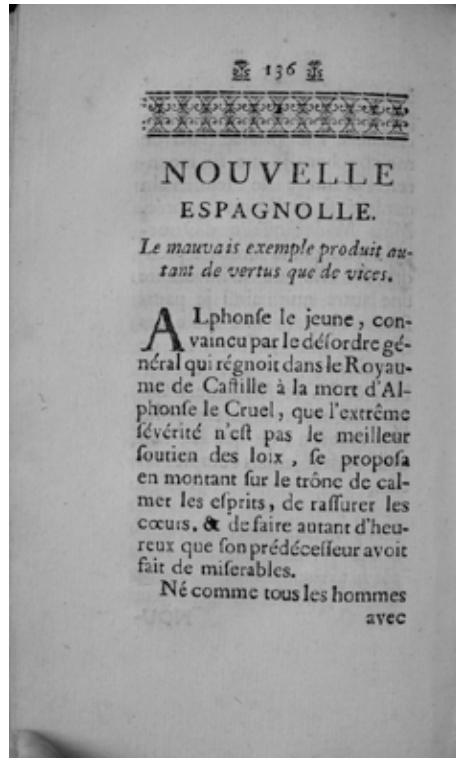 136
NOUVELLE
ESPAGNOLLE.
Le mauvais exemple produit au-
tant de vertus que de vices.
ALphonſe le jeune, con-
vaincu par le déſordre gé-
néral qui régnoit dans le Royau-
me de Caſtille à la mort d'Al-
phonſe le Cruel, que l'extrême
ſévérité n'eſt pas le meilleur
ſoutien des loix, ſe propoſa
en montant ſur le trône de cal-
mer les eſprits, de raſſurer les
cœurs, & de faire autant d'heu-
reux que ſon prédéceſſeur avoit
fait de miſerables.
Né comme tous les hommes
avec